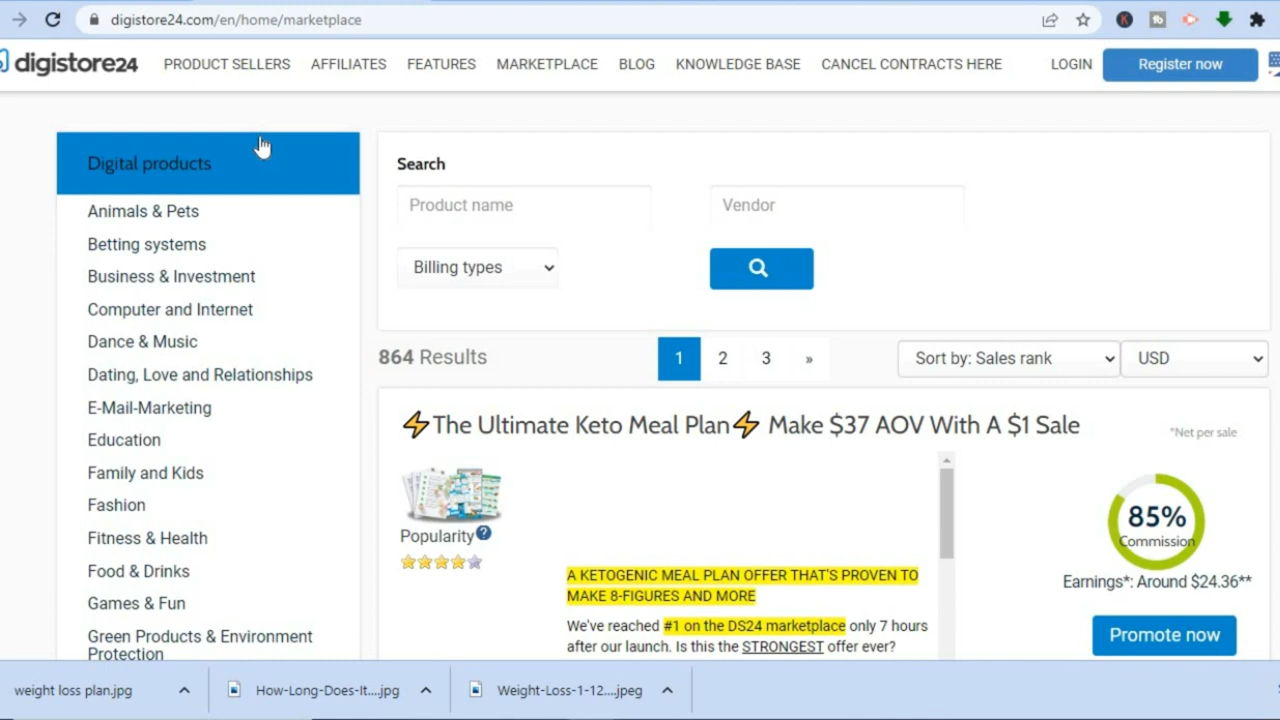 digistore24.com/en/home/marketplace
digistore24
PRODUCT SELLERS
AFFILIATES
FEATURES
MARKETPLACE
BLOG
KNOWLEDGE BASE
CANCEL CONTRACTS HERE
LOGIN
Register now
Digital products
Animals & Pets
Betting systems
Business & Investment
Computer and Internet
Dance & Music
Dating, Love and Relationships
E-Mail-Marketing
Education
Family and Kids
Fashion
Fitness & Health
Food & Drinks
Games & Fun
Green Products & Environment
Protection
Search
Product name
Vendor
Billing types
864 Results
1 2 3 »
Sort by: Sales rank
USD
⚡The Ultimate Keto Meal Plan⚡ Make $37 AOV With A $1 Sale
*Net per sale
Popularity
A KETOGENIC MEAL PLAN OFFER THAT'S PROVEN TO
MAKE 8-FIGURES AND MORE
We've reached #1 on the DS24 marketplace only 7 hours
after our launch. Is this the STRONGEST offer ever?
85%
Commission
Earnings*: Around $24.36**
Promote now
weight loss plan.jpg
How-Long-Does-It....jpg
Weight-Loss-1-12....jpeg